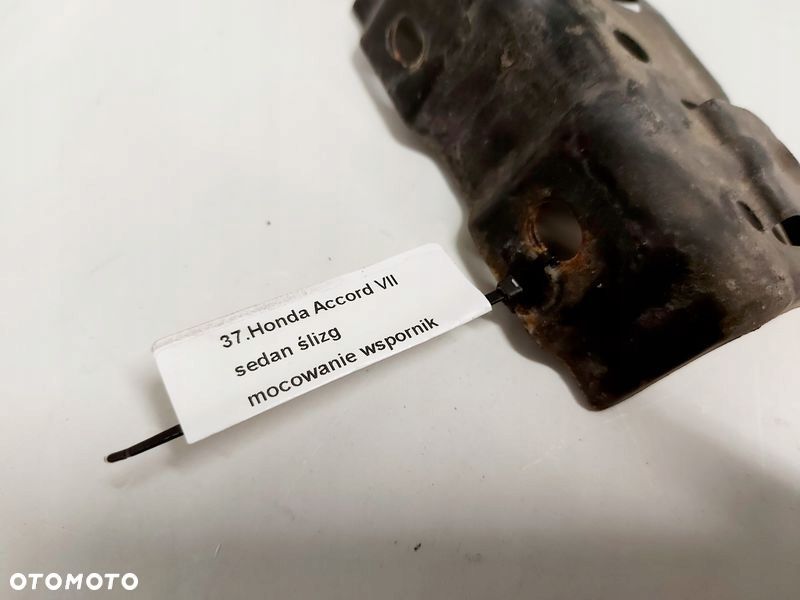 37.Honda Accord VII
sedan ślizg
mocowanie wspornik
OTOMOTO